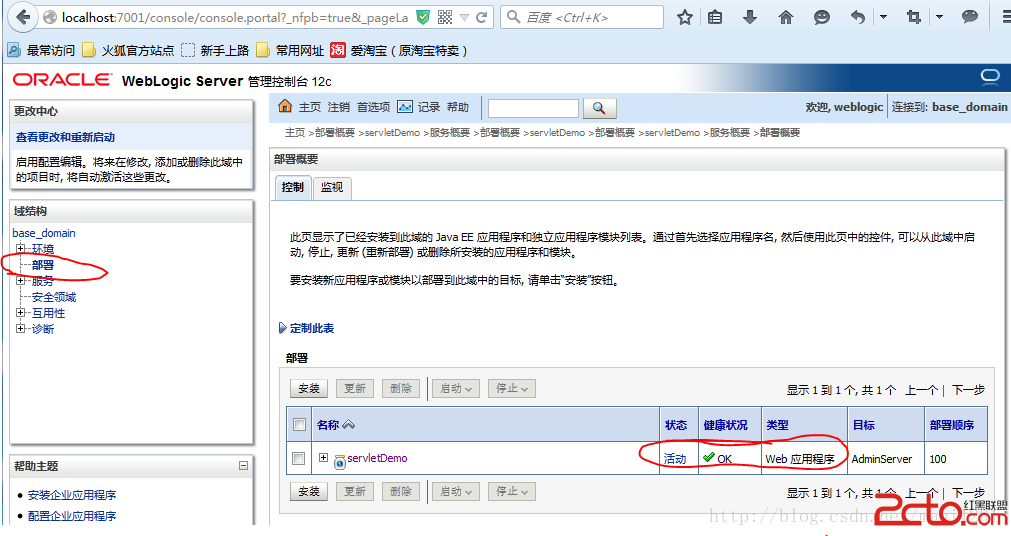 localhost:7001/console/console.portal?_nfpb=true&_pageLa
百度 <Ctrl+K>
最常访问 火狐官方站点 新手上路 常用网址 淘 爱淘宝（原淘宝特卖）
ORACLE WebLogic Server 管理控制台 12c
更改中心
查看更改和重新启动
启用配置编辑。将来在修改, 添加或删除此域中
的项目时, 将自动激活这些更改。
域结构
base_domain
环境
部署
服务
安全领域
互用性
诊断
帮助主题
安装企业应用程序
配置企业应用程序
主页 注销 首选项 记录 帮助
欢迎, weblogic 连接到: base_domain
主页 >部署概要 >servletDemo >服务概要 >部署概要 >servletDemo >部署概要 >servletDemo >服务概要 >部署概要
部署概要
控制 监视
此页显示了已经安装到此域的 Java EE 应用程序和独立应用程序模块列表。通过首先选择应用程序名, 然后使用此页中的控件, 可以从此域中启
动, 停止, 更新 (重新部署) 或删除所安装的应用程序和模块。
要安装新应用程序或模块以部署到此域中的目标, 请单击“安装”按钮。
定制此表
部署
安装 更新 删除 启动 停止 显示 1 到 1 个, 共 1 个 上一个 | 下一步
名称 状态 健康状况 类型 目标 部署顺序
servletDemo 活动 OK Web 应用程序 AdminServer 100
安装 更新 删除 启动 停止 显示 1 到 1 个, 共 1 个 上一个 | 下一步
http://blog.csdn.net/
2cto.com 红黑联盟